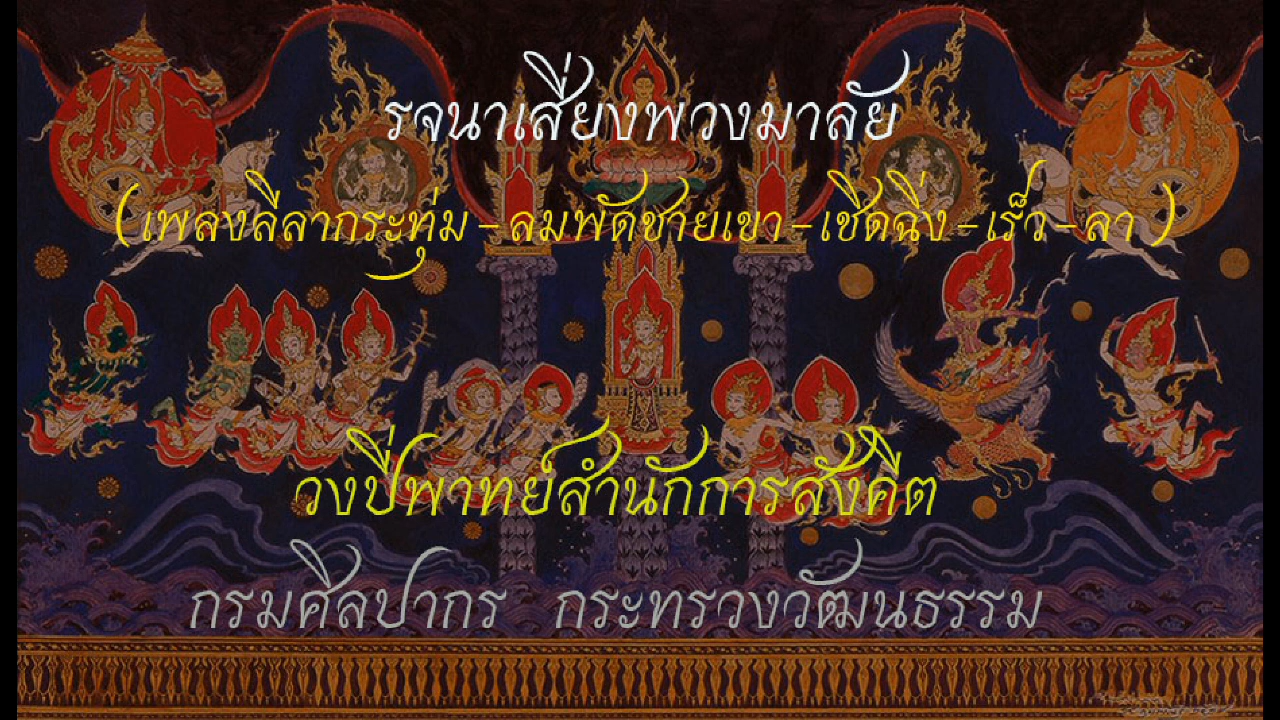 รจนาเสี่ยงพวงมาลัย
(เพลงลีลากระทุ่ม-ลมพัดชายเขา-เชิดฉิ่ง-เร็ว-ลา)
วงปี่พาทย์สำนักการสังคีต
กรมศิลปากร กระทรวงวัฒนธรรม